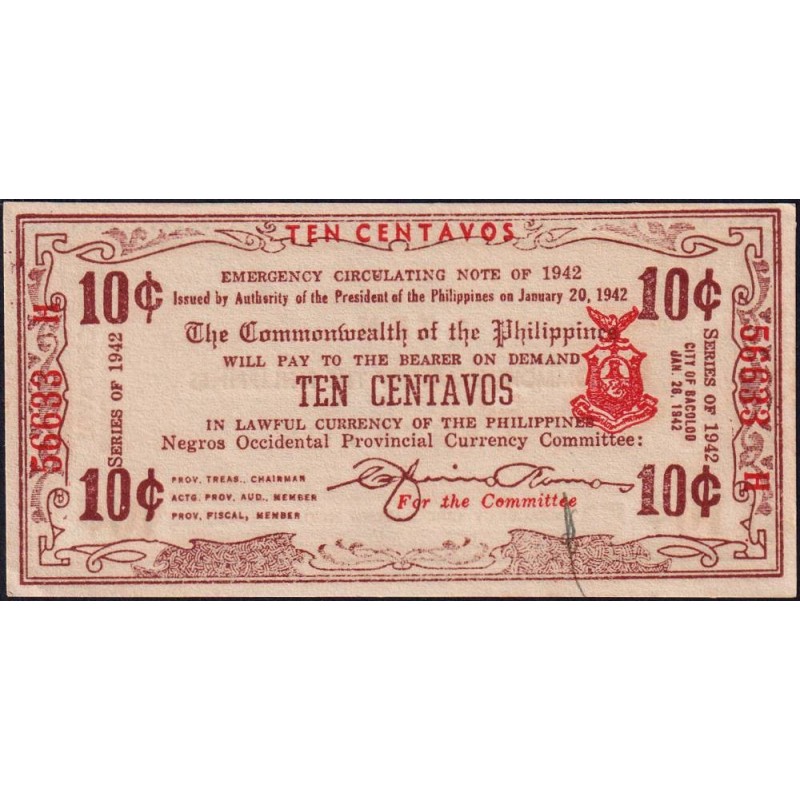 TEN CENTAVOS
10¢
10¢
EMERGENCY CIRCULATING NOTE OF 1942
Issued by Authority of the President of the Philippines on January 20, 1942
The Commonwealth of the Philippines
WILL PAY TO THE BEARER ON DEMAND
TEN CENTAVOS
IN LAWFUL CURRENCY OF THE PHILIPPINES
Negros Occidental Provincial Currency Committee:
56633 H
SERIES OF 1942
CITY OF BACOLOD
JAN. 26, 1942
SERIES OF 1942
56633 H
10¢
10¢
PROV. TREAS., CHAIRMAN
ACTG. PROV. AUD., MEMBER
PROV. FISCAL, MEMBER
For the Committee